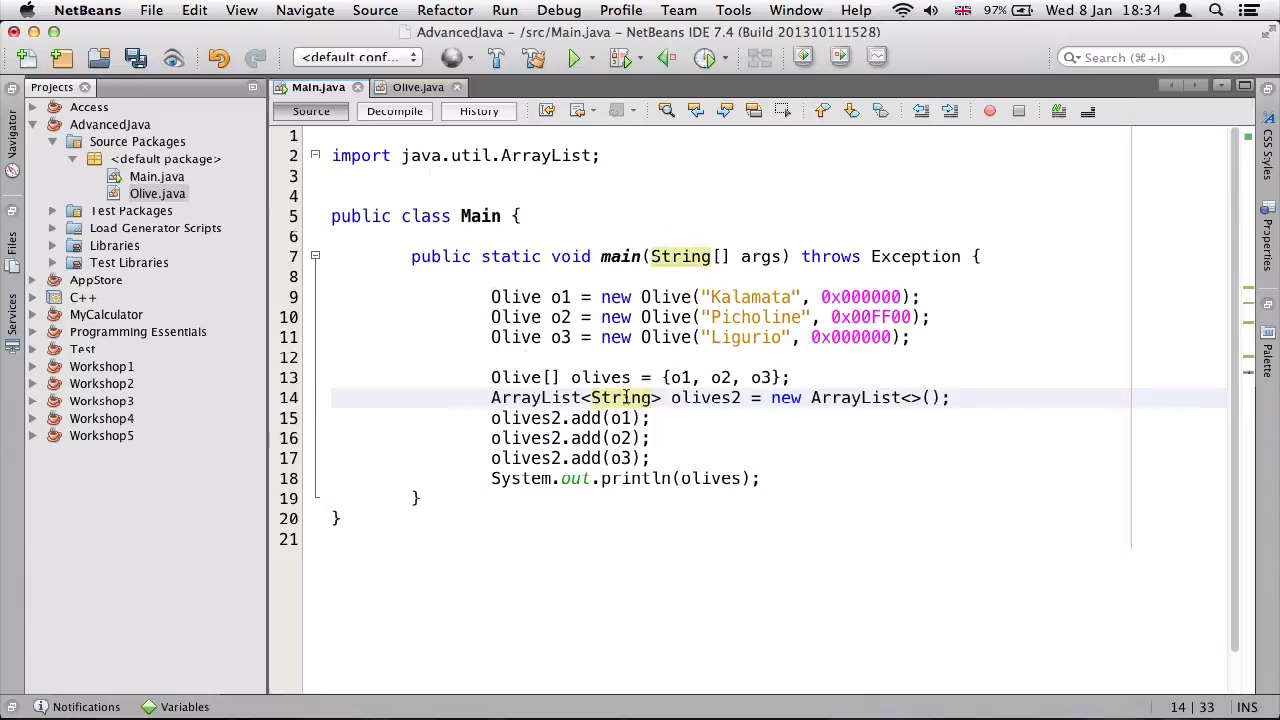 NetBeans File Edit View Navigate Source Refactor Run Debug Profile Team Tools Window Help 97% Wed 8 Jan 18:34
AdvancedJava - /src/Main.java - NetBeans IDE 7.4 (Build 201310111528)
<default conf... Search (⌘+I)
Projects Main.java Olive.java
Source Decompile History
Navigator
Files
Services
Access
AdvancedJava
Source Packages
<default package>
Main.java
Olive.java
Test Packages
Load Generator Scripts
Libraries
Test Libraries
AppStore
C++
MyCalculator
Programming Essentials
Test
Workshop1
Workshop2
Workshop3
Workshop4
Workshop5
1
2 import java.util.ArrayList;
3
4
5 public class Main {
6
7 public static void main(String[] args) throws Exception {
8
9 Olive o1 = new Olive("Kalamata", 0x000000);
10 Olive o2 = new Olive("Picholine", 0x00FF00);
11 Olive o3 = new Olive("Ligurio", 0x000000);
12
13 Olive[] olives = {o1, o2, o3};
14 ArrayList<String> olives2 = new ArrayList<>();
15 olives2.add(o1);
16 olives2.add(o2);
17 olives2.add(o3);
18 System.out.println(olives);
19 }
20 }
21
CSS Styles
Properties
Palette
Notifications Variables 14 | 33 INS